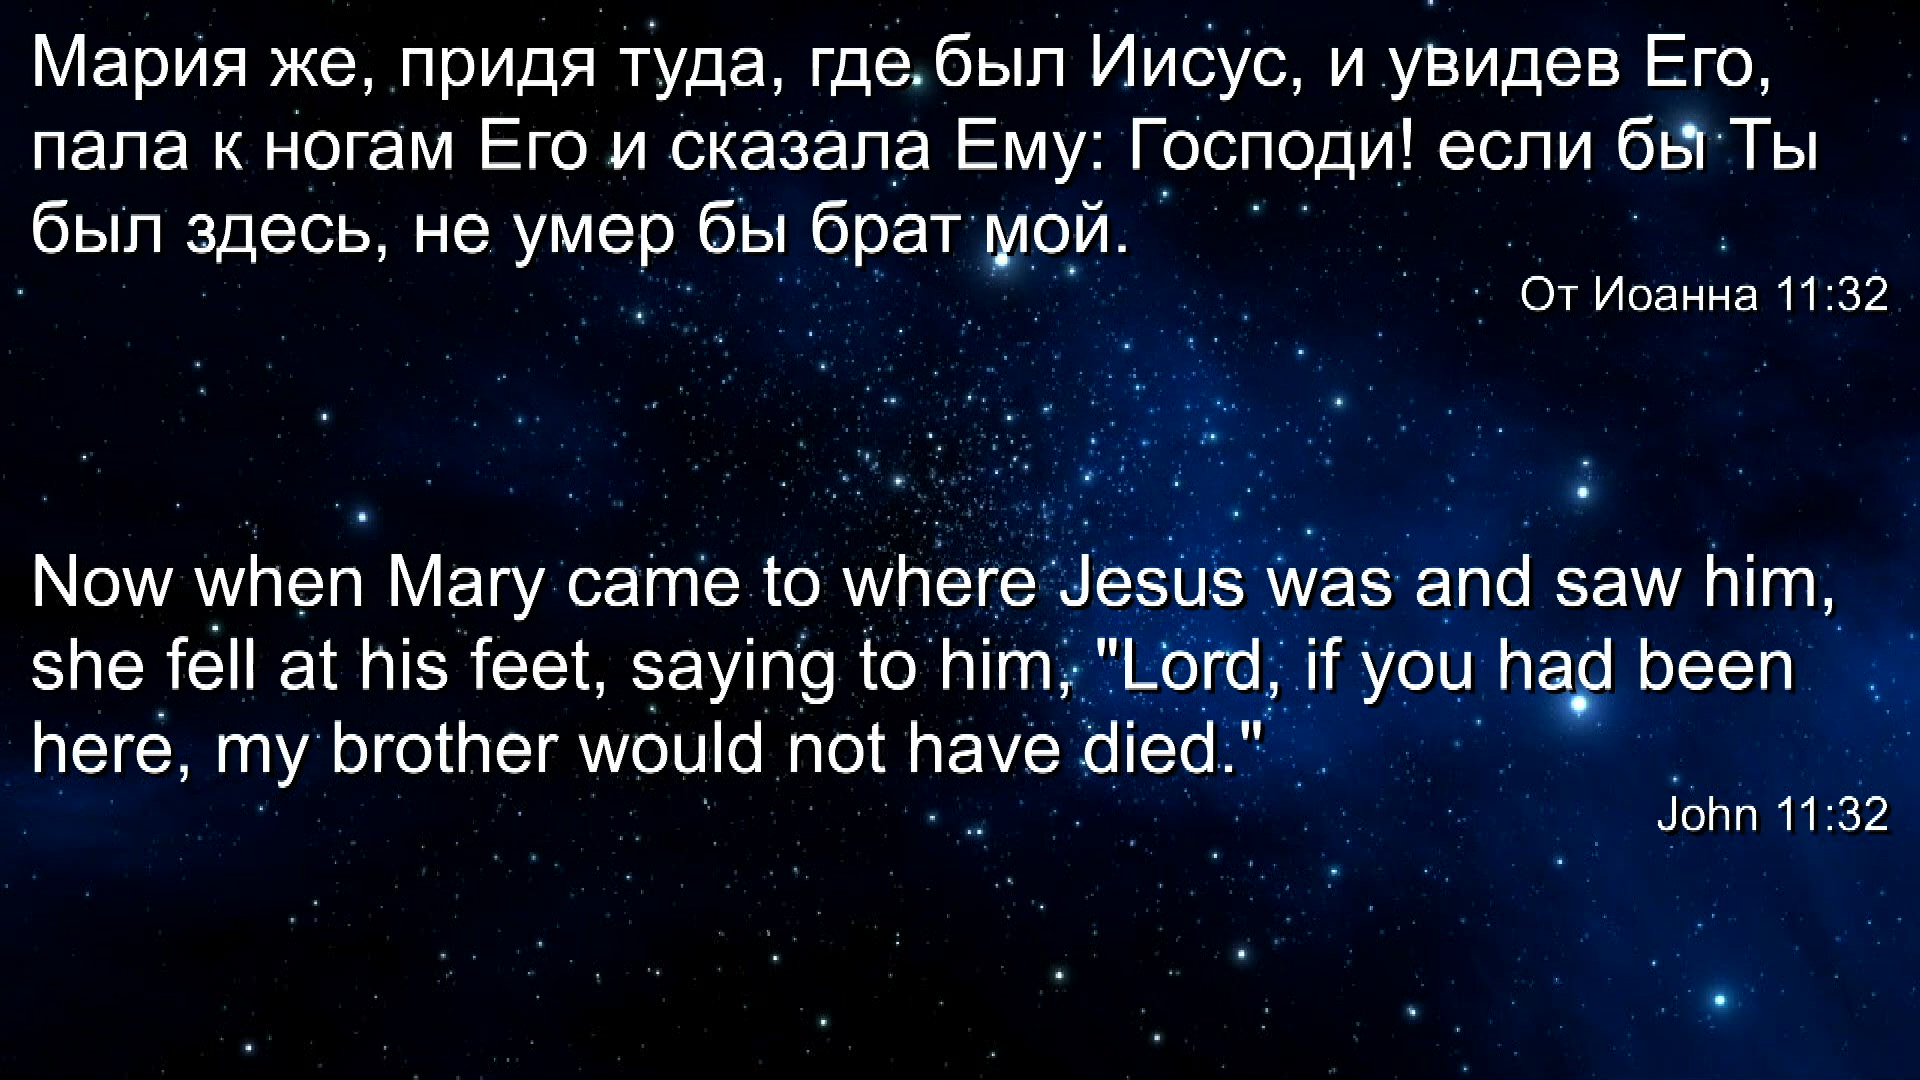 Мария же, придя туда, где был Иисус, и увидев Его,
пала к ногам Его и сказала Ему: Господи! если бы Ты
был здесь, не умер бы брат мой.
От Иоанна 11:32
Now when Mary came to where Jesus was and saw him,
she fell at his feet, saying to him, "Lord, if you had been
here, my brother would not have died."
John 11:32